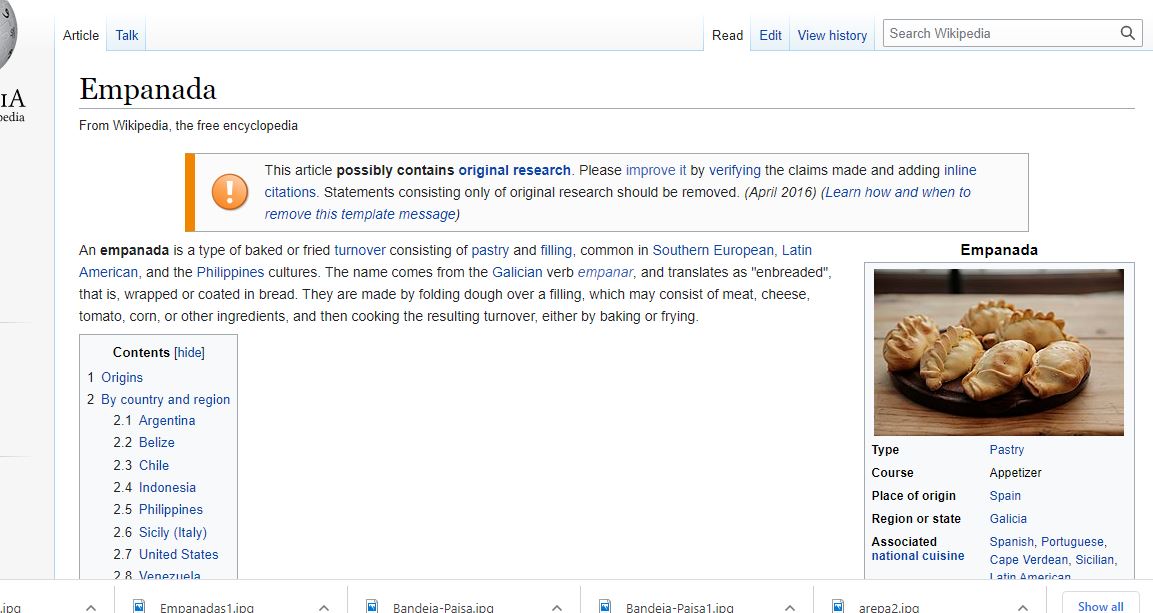 IA
pedia
Article Talk Read Edit View history Search Wikipedia
Empanada
From Wikipedia, the free encyclopedia
This article possibly contains original research. Please improve it by verifying the claims made and adding inline
citations. Statements consisting only of original research should be removed. (April 2016) (Learn how and when to
remove this template message)
An empanada is a type of baked or fried turnover consisting of pastry and filling, common in Southern European, Latin
American, and the Philippines cultures. The name comes from the Galician verb empanar, and translates as "enbreaded",
that is, wrapped or coated in bread. They are made by folding dough over a filling, which may consist of meat, cheese,
tomato, corn, or other ingredients, and then cooking the resulting turnover, either by baking or frying.
Contents [hide]
1 Origins
2 By country and region
2.1 Argentina
2.2 Belize
2.3 Chile
2.4 Indonesia
2.5 Philippines
2.6 Sicily (Italy)
2.7 United States
2.8 Venezuela
Empanada
Type Pastry
Course Appetizer
Place of origin Spain
Region or state Galicia
Associated Spanish, Portuguese,
national cuisine Cape Verdean, Sicilian,
Latin American
.jpg Empanadas1.jpg Bandeja-Paisa.jpg Bandeja-Paisa1.jpg arepa2.jpg Show all